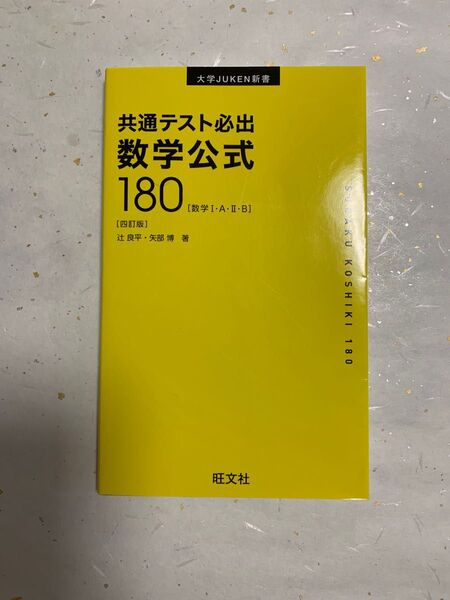 大学JUKEN新書
共通テスト必出
数学公式
180 [数学Ⅰ・A・Ⅱ・B]
[四訂版]
辻 良平・矢部 博 著
SUGAKU KOSHIKI 180
旺文社